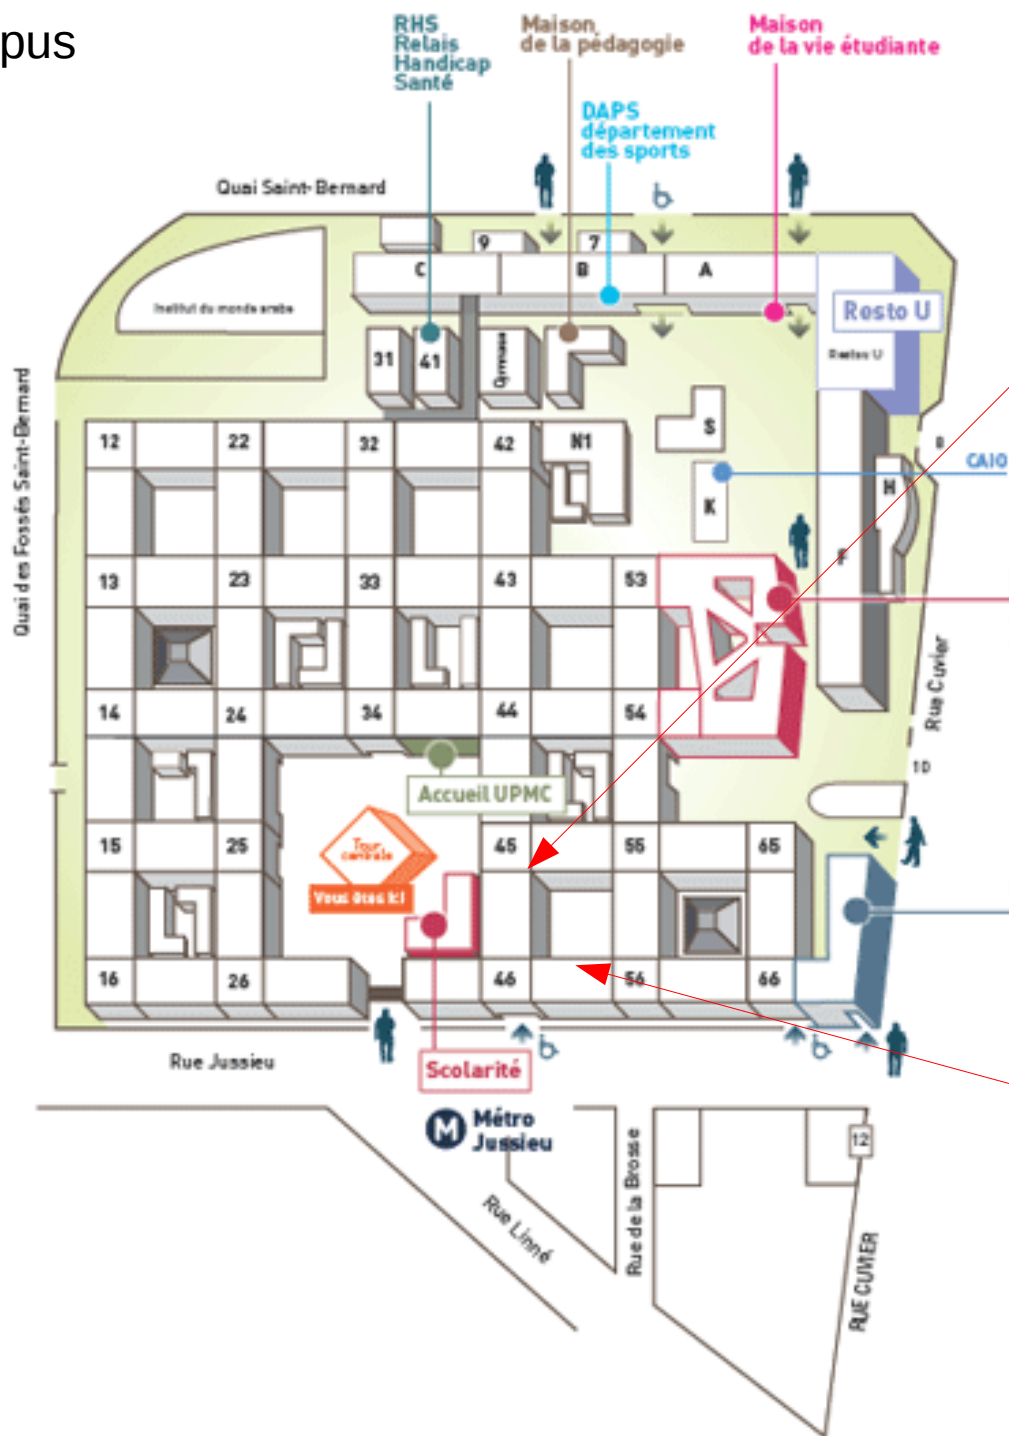 pus
RHS
Relais
Handicap
Santé
Maison
de la pédagogie
Maison
de la vie étudiante
DAPS
département
des sports
Quai Saint-Bernard
9
7
C
B
A
Institut du monde arabe
Resto U
Restos U
31
41
Gymnase
Quai des Fossés Saint-Bernard
12
22
32
42
N1
S
8
CAIO
K
H
F
13
23
33
43
53
Rue Cuvier
14
24
34
44
54
10
Accueil UPMC
15
25
Tour
centrale
45
55
65
Vous êtes ici
16
26
46
56
66
Rue Jussieu
Scolarité
M
Métro
Jussieu
12
Rue Linné
Rue de la Brosse
RUE CUVIER